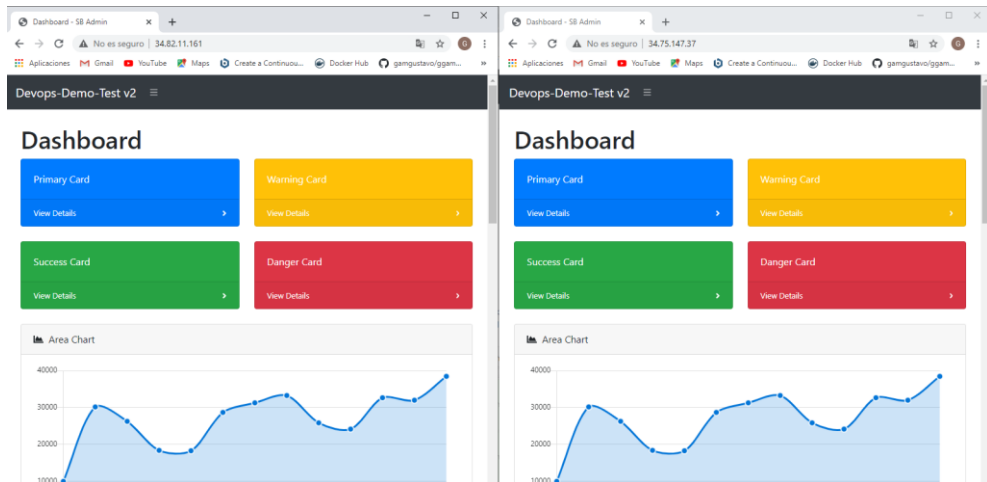 Dashboard - SB Admin
No es seguro | 34.82.11.161
G
Aplicaciones Gmail YouTube Maps Create a Continuou... Docker Hub gamgustavo/ggam... »
Devops-Demo-Test v2
Dashboard
Primary Card
View Details
Warning Card
View Details
Success Card
View Details
Danger Card
View Details
Area Chart
40000
30000
20000
10000
Dashboard - SB Admin
No es seguro | 34.75.147.37
G
Aplicaciones Gmail YouTube Maps Create a Continuou... Docker Hub gamgustavo/ggam... »
Devops-Demo-Test v2
Dashboard
Primary Card
View Details
Warning Card
View Details
Success Card
View Details
Danger Card
View Details
Area Chart
40000
30000
20000
10000